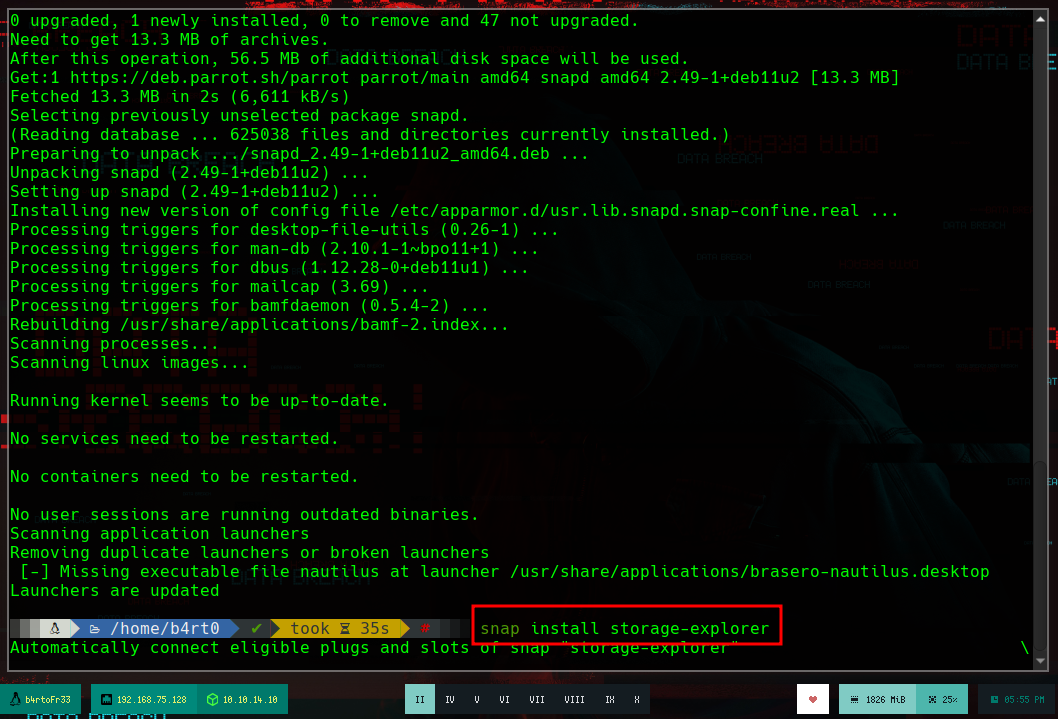 0 upgraded, 1 newly installed, 0 to remove and 47 not upgraded.
Need to get 13.3 MB of archives.
After this operation, 56.5 MB of additional disk space will be used.
Get:1 https://deb.parrot.sh/parrot parrot/main amd64 snapd amd64 2.49-1+deb11u2 [13.3 MB]
Fetched 13.3 MB in 2s (6,611 kB/s)
Selecting previously unselected package snapd.
(Reading database ... 625038 files and directories currently installed.)
Preparing to unpack .../snapd_2.49-1+deb11u2_amd64.deb ...
Unpacking snapd (2.49-1+deb11u2) ...
Setting up snapd (2.49-1+deb11u2) ...
Installing new version of config file /etc/apparmor.d/usr.lib.snapd.snap-confine.real ...
Processing triggers for desktop-file-utils (0.26-1) ...
Processing triggers for man-db (2.10.1-1~bpo11+1) ...
Processing triggers for dbus (1.12.28-0+deb11u1) ...
Processing triggers for mailcap (3.69) ...
Processing triggers for bamfdaemon (0.5.4-2) ...
Rebuilding /usr/share/applications/bamf-2.index...
Scanning processes...
Scanning linux images...
Running kernel seems to be up-to-date.
No services need to be restarted.
No containers need to be restarted.
No user sessions are running outdated binaries.
Scanning application launchers
Removing duplicate launchers or broken launchers
[-] Missing executable file nautilus at launcher /usr/share/applications/brasero-nautilus.desktop
Launchers are updated
/home/b4rt0 ✔ took 35s # snap install storage-explorer
Automatically connect eligible plugs and slots of snap "storage-explorer" \
b4rtoFr33 192.168.75.128 10.10.14.10 II IV V VI VII VIII IX X 1826 MiB 25% 05:55 PM